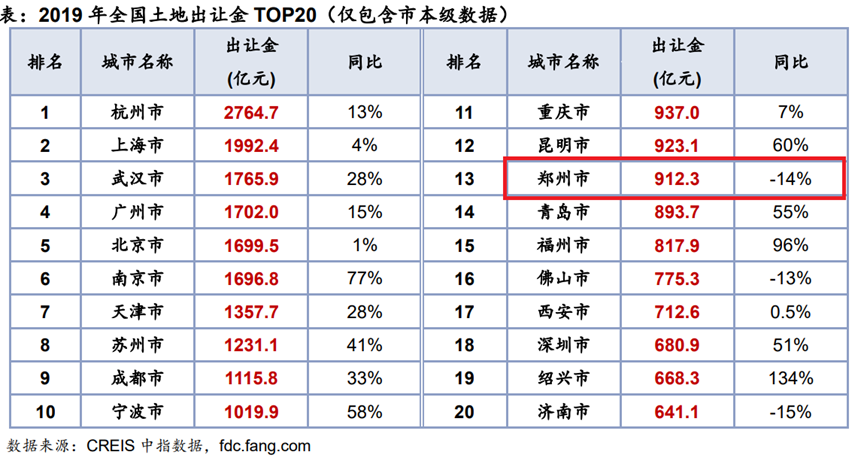 表：2019 年全国土地出让金 TOP20（仅包含市本级数据）
排名 城市名称 出让金(亿元) 同比 排名 城市名称 出让金(亿元) 同比
1 杭州市 2764.7 13% 11 重庆市 937.0 7%
2 上海市 1992.4 4% 12 昆明市 923.1 60%
3 武汉市 1765.9 28% 13 郑州市 912.3 -14%
4 广州市 1702.0 15% 14 青岛市 893.7 55%
5 北京市 1699.5 1% 15 福州市 817.9 96%
6 南京市 1696.8 77% 16 佛山市 775.3 -13%
7 天津市 1357.7 28% 17 西安市 712.6 0.5%
8 苏州市 1231.1 41% 18 深圳市 680.9 51%
9 成都市 1115.8 33% 19 绍兴市 668.3 134%
10 宁波市 1019.9 58% 20 济南市 641.1 -15%
数据来源：CREIS 中指数据，fdc.fang.com